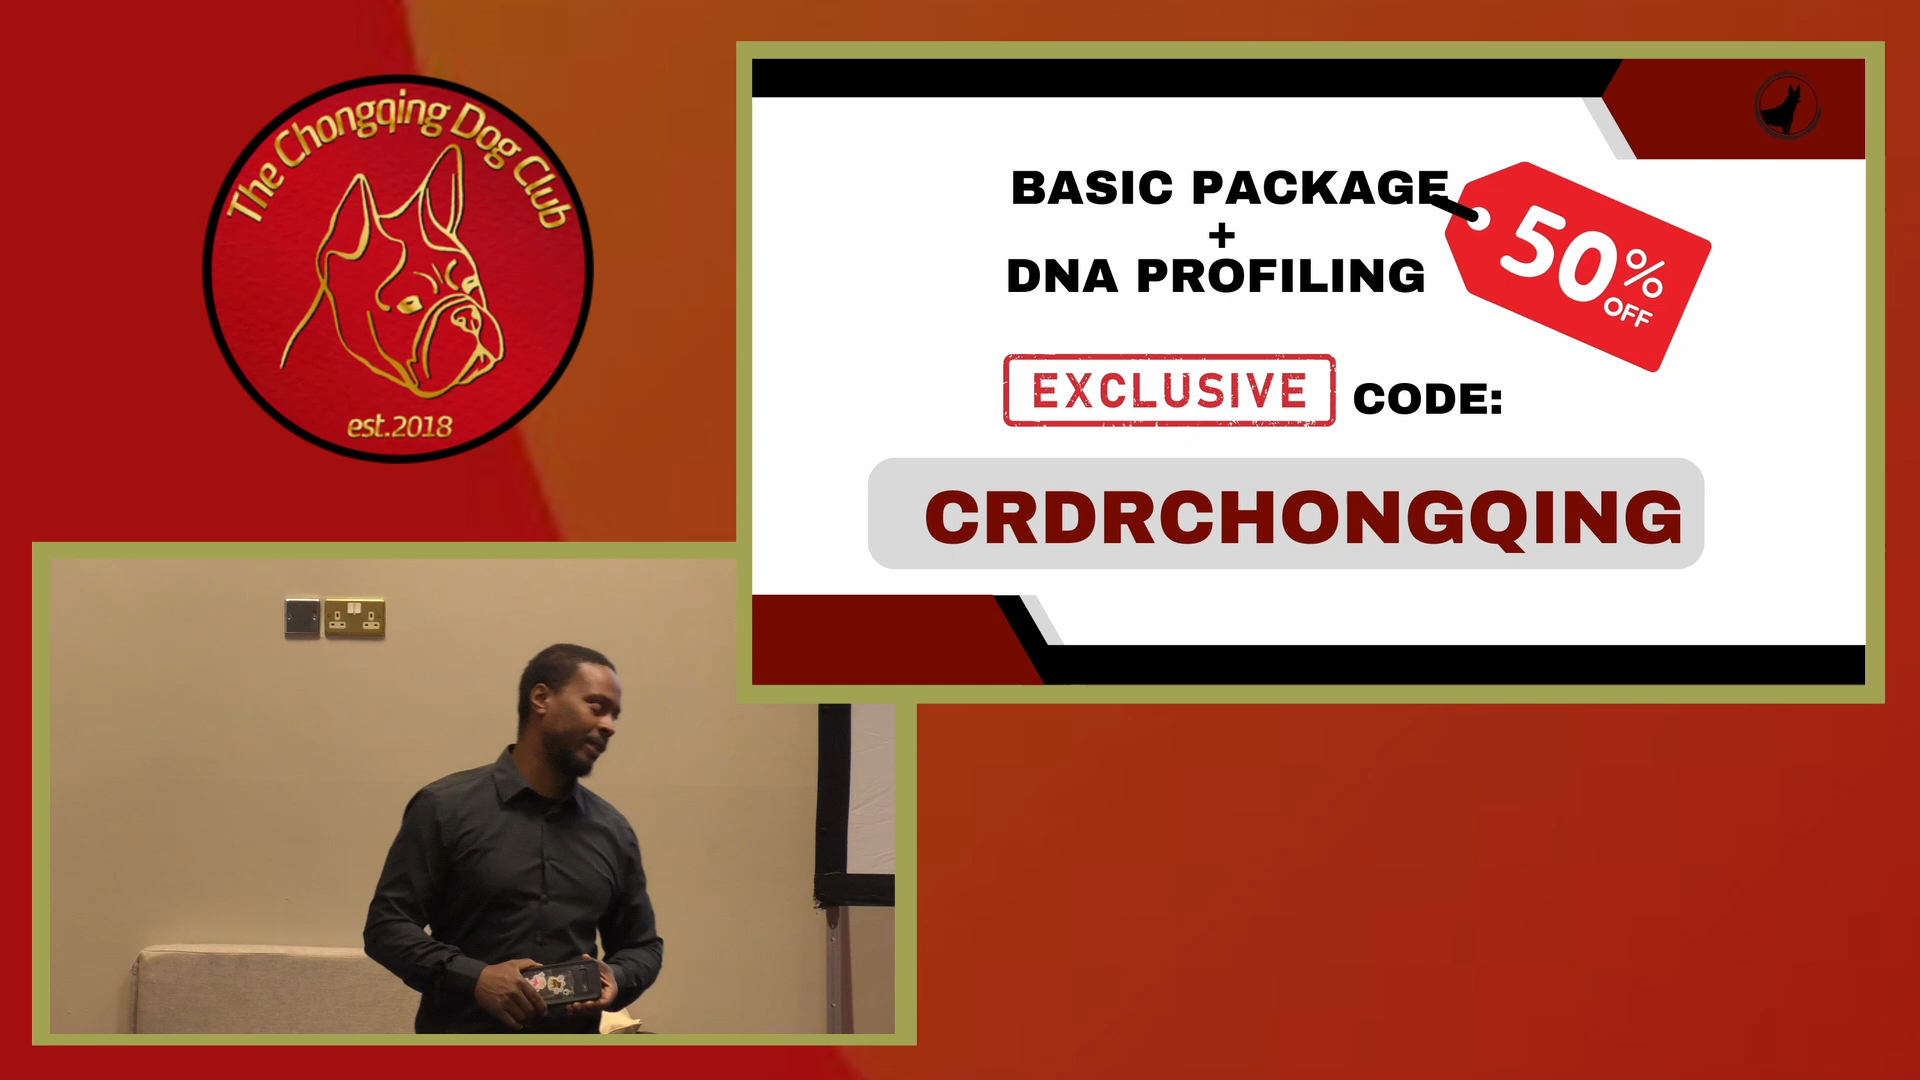 The Chongqing Dog Club
est.2018
BASIC PACKAGE
+
DNA PROFILING
50%
OFF
EXCLUSIVE CODE:
CRDRCHONGQING